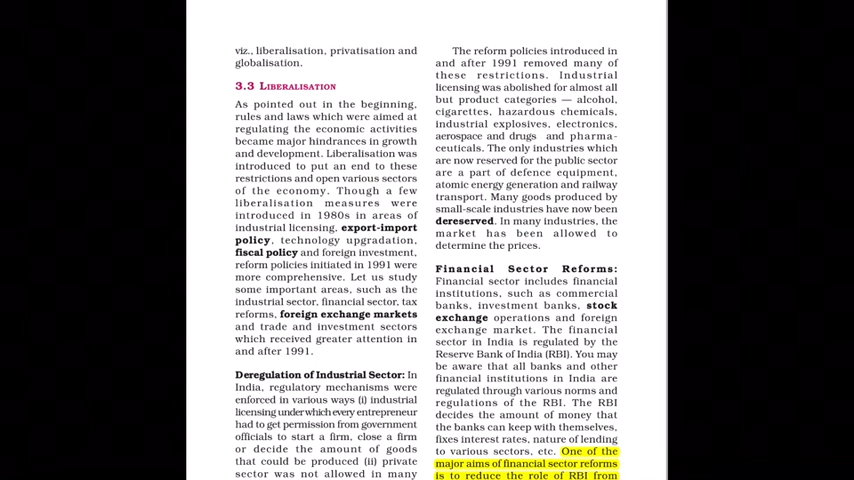 viz., liberalisation, privatisation and
globalisation.
3.3 LIBERALISATION
As pointed out in the beginning,
rules and laws which were aimed at
regulating the economic activities
became major hindrances in growth
and development. Liberalisation was
introduced to put an end to these
restrictions and open various sectors
of the economy. Though a few
liberalisation measures were
introduced in 1980s in areas of
industrial licensing, export-import
policy, technology upgradation,
fiscal policy and foreign investment,
reform policies initiated in 1991 were
more comprehensive. Let us study
some important areas, such as the
industrial sector, financial sector, tax
reforms, foreign exchange markets
and trade and investment sectors
which received greater attention in
and after 1991.
Deregulation of Industrial Sector: In
India, regulatory mechanisms were
enforced in various ways (i) industrial
licensing under which every entrepreneur
had to get permission from government
officials to start a firm, close a firm
or decide the amount of goods
that could be produced (ii) private
sector was not allowed in many
The reform policies introduced in
and after 1991 removed many of
these restrictions. Industrial
licensing was abolished for almost all
but product categories — alcohol,
cigarettes, hazardous chemicals,
industrial explosives, electronics,
aerospace and drugs and pharma-
ceuticals. The only industries which
are now reserved for the public sector
are a part of defence equipment,
atomic energy generation and railway
transport. Many goods produced by
small-scale industries have now been
dereserved. In many industries, the
market has been allowed to
determine the prices.
Financial Sector Reforms:
Financial sector includes financial
institutions, such as commercial
banks, investment banks, stock
exchange operations and foreign
exchange market. The financial
sector in India is regulated by the
Reserve Bank of India (RBI). You may
be aware that all banks and other
financial institutions in India are
regulated through various norms and
regulations of the RBI. The RBI
decides the amount of money that
the banks can keep with themselves,
fixes interest rates, nature of lending
to various sectors, etc. One of the
major aims of financial sector reforms
is to reduce the role of RBI from